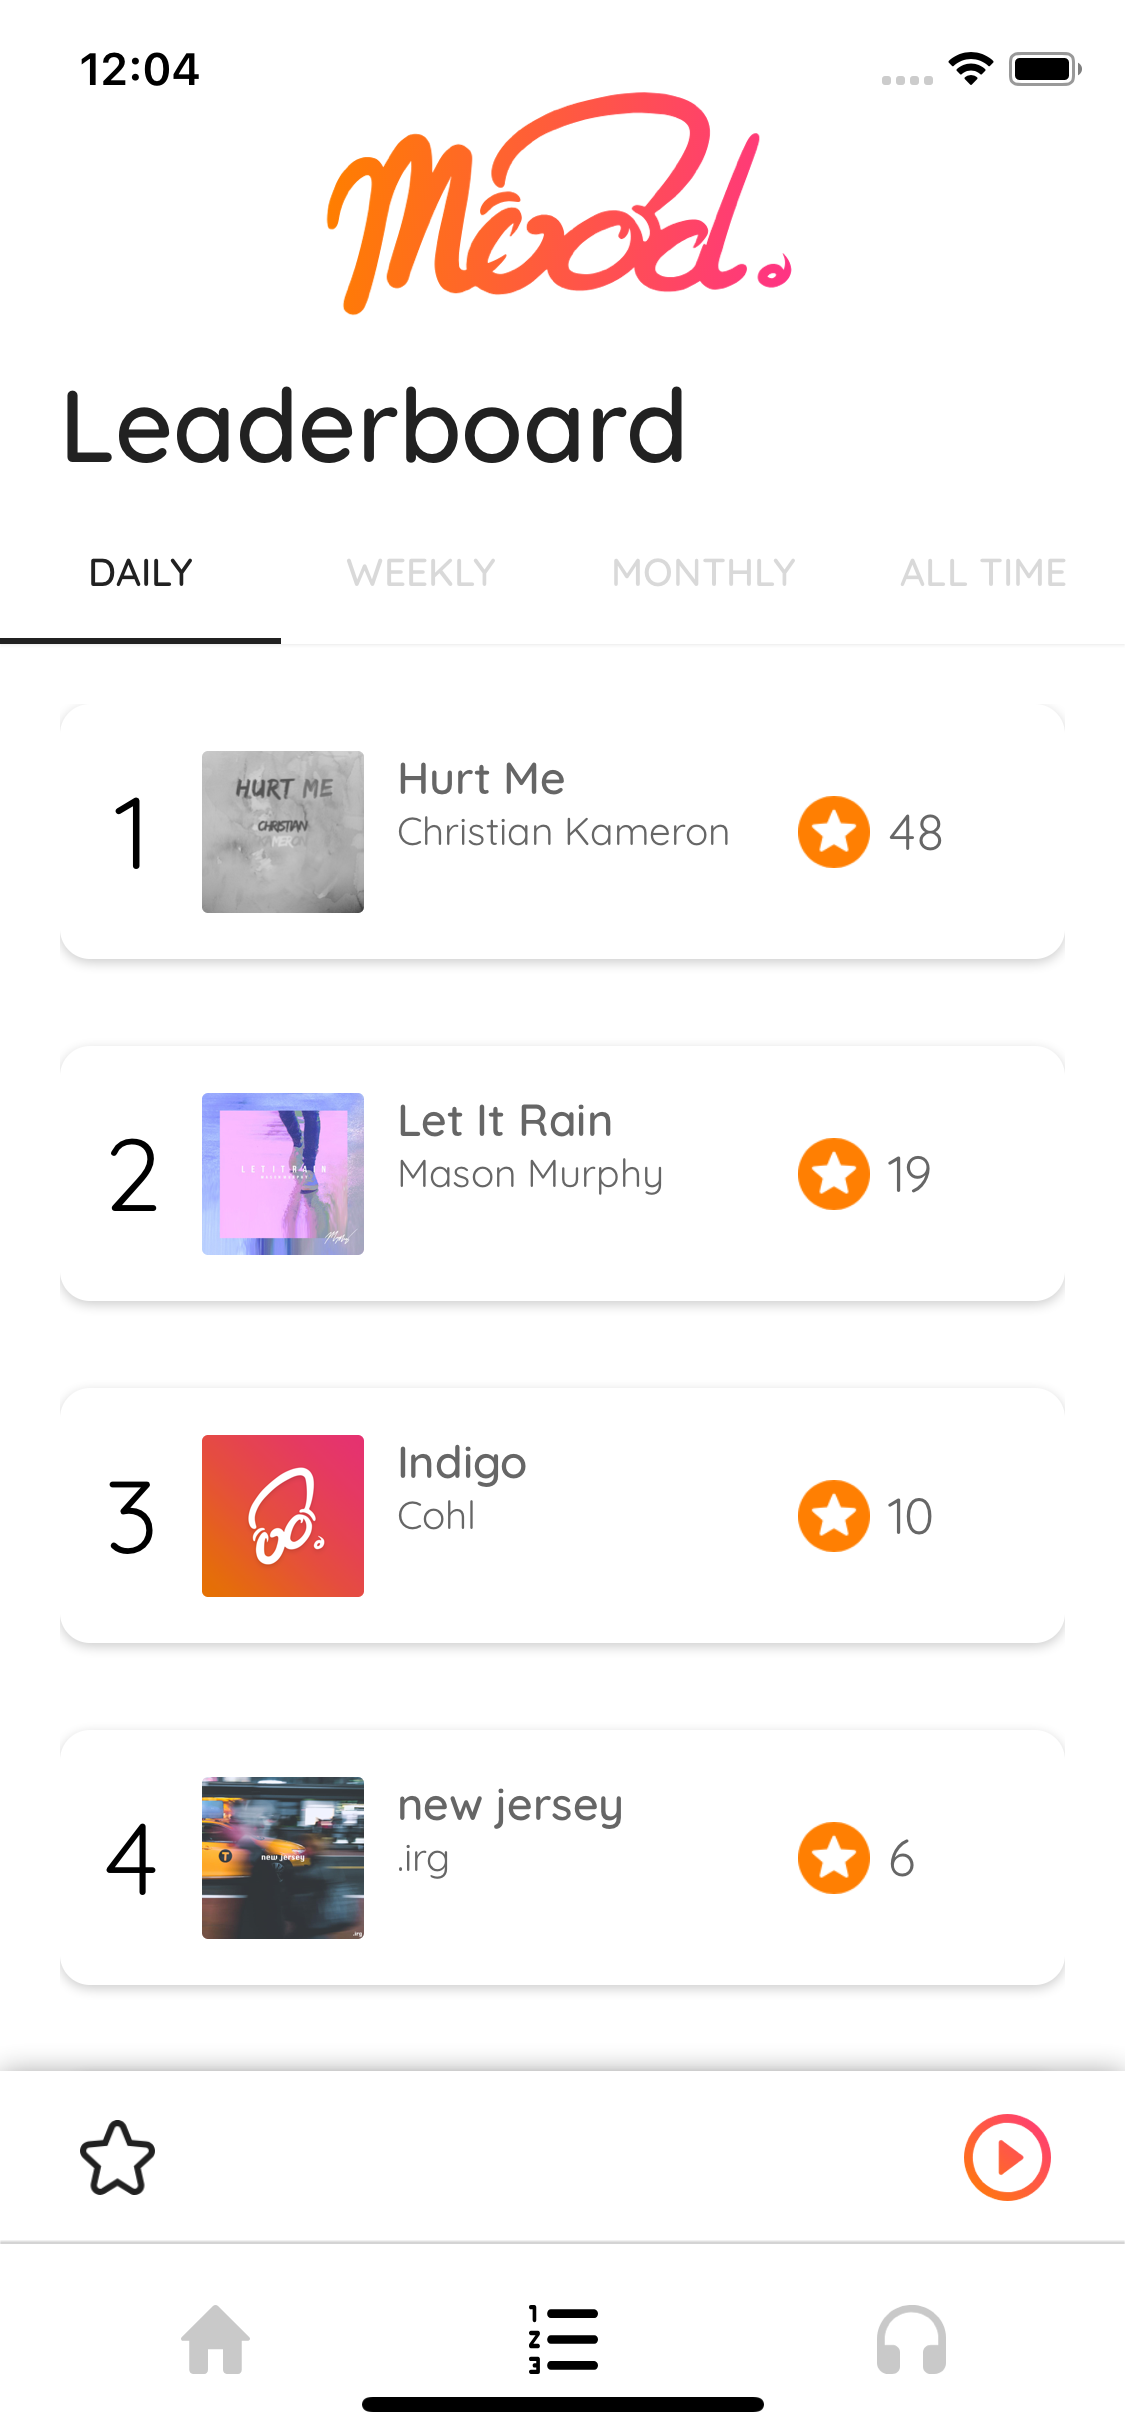 12:04
Mood.
Leaderboard
DAILY WEEKLY MONTHLY ALL TIME
1
HURT ME
CHRISTIAN
Hurt Me
Christian Kameron
48
2
LET IT RAIN
Let It Rain
Mason Murphy
19
3
Indigo
Cohl
10
4
T
new jersey
.irg
new jersey
.irg
6
1
2
3